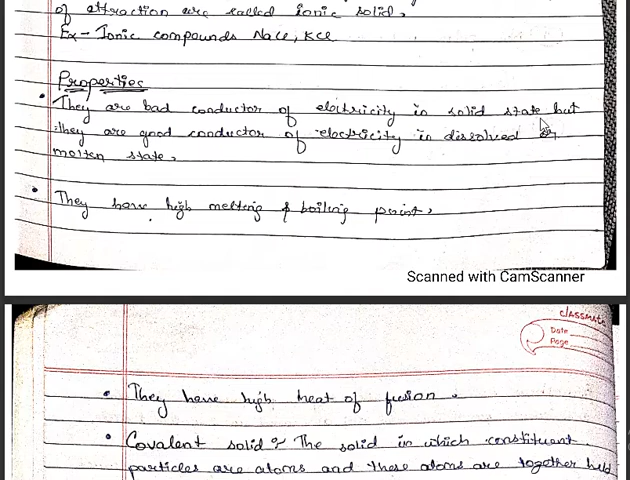 of attraction are called ionic solid.
Ex- Ionic compounds NaCl, KCl
Properties
They are bad conductor of electricity in solid state but
they are good conductor of electricity in dissolved or
molten state.
They have high melting & boiling point.
Scanned with CamScanner
classmate
Date
Page
They have high heat of fusion.
Covalent solid :- The solid in which constituent
particles are atoms and these atoms are together held